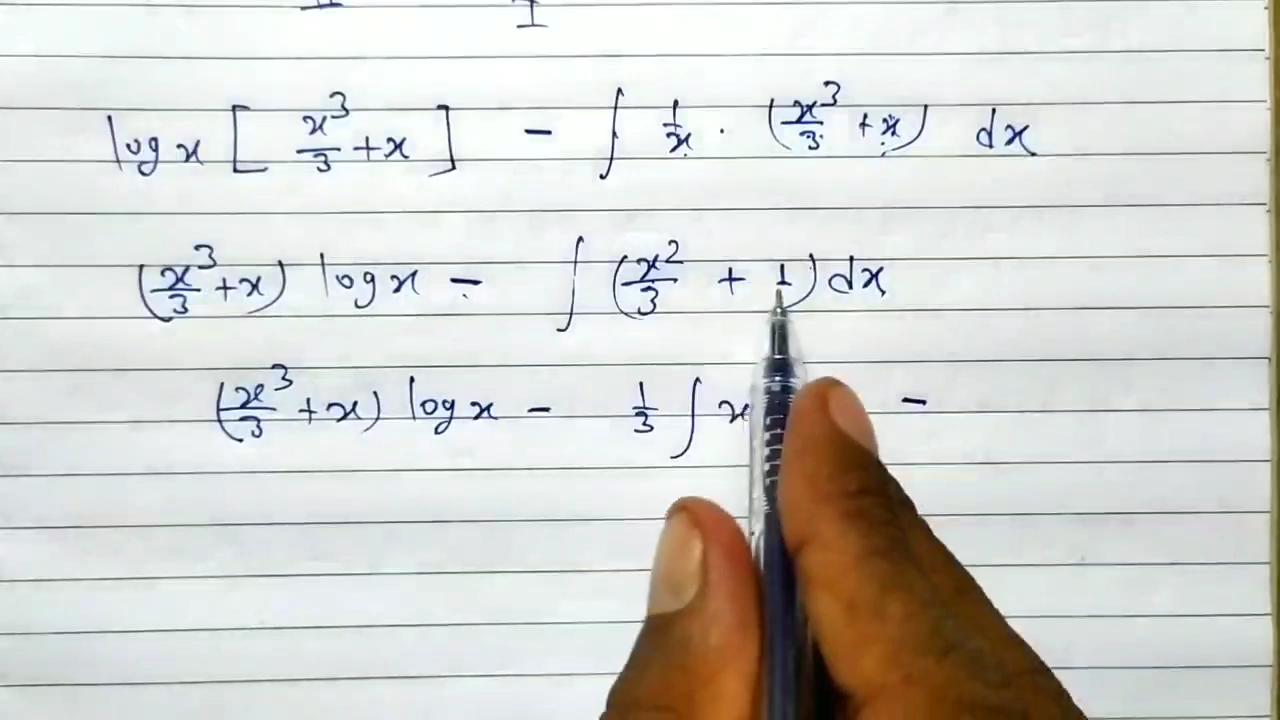 II I
log x [ x³/3 + x ] - ∫ 1/x . (x³/3 + x) dx
(x³/3 + x) log x - ∫ (x²/3 + 1) dx
(x³/3 + x) log x - 1/3 ∫ x -